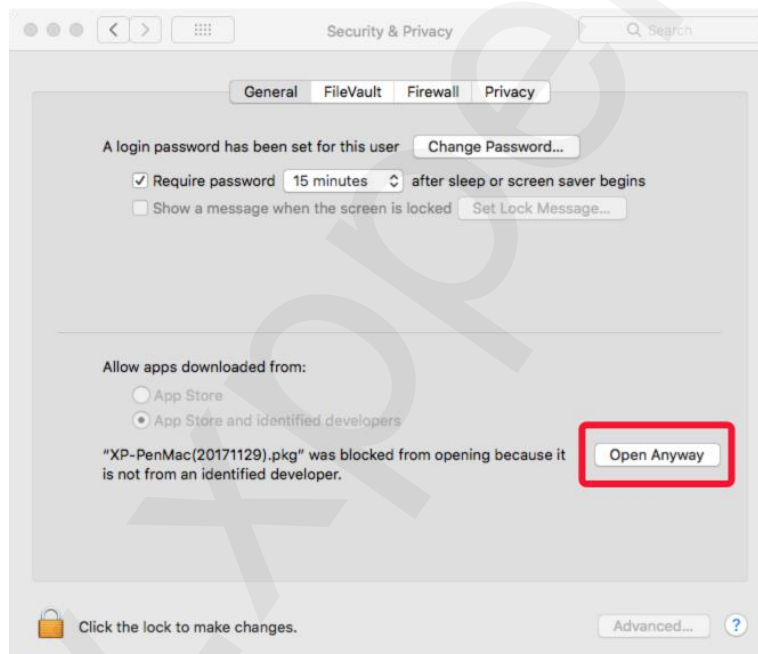 Security & Privacy
Search
General FileVault Firewall Privacy
A login password has been set for this user Change Password...
Require password 15 minutes after sleep or screen saver begins
Show a message when the screen is locked Set Lock Message...
Allow apps downloaded from:
App Store
App Store and identified developers
"XP-PenMac(20171129).pkg" was blocked from opening because it
is not from an identified developer.
Open Anyway
Click the lock to make changes.
Advanced...
?